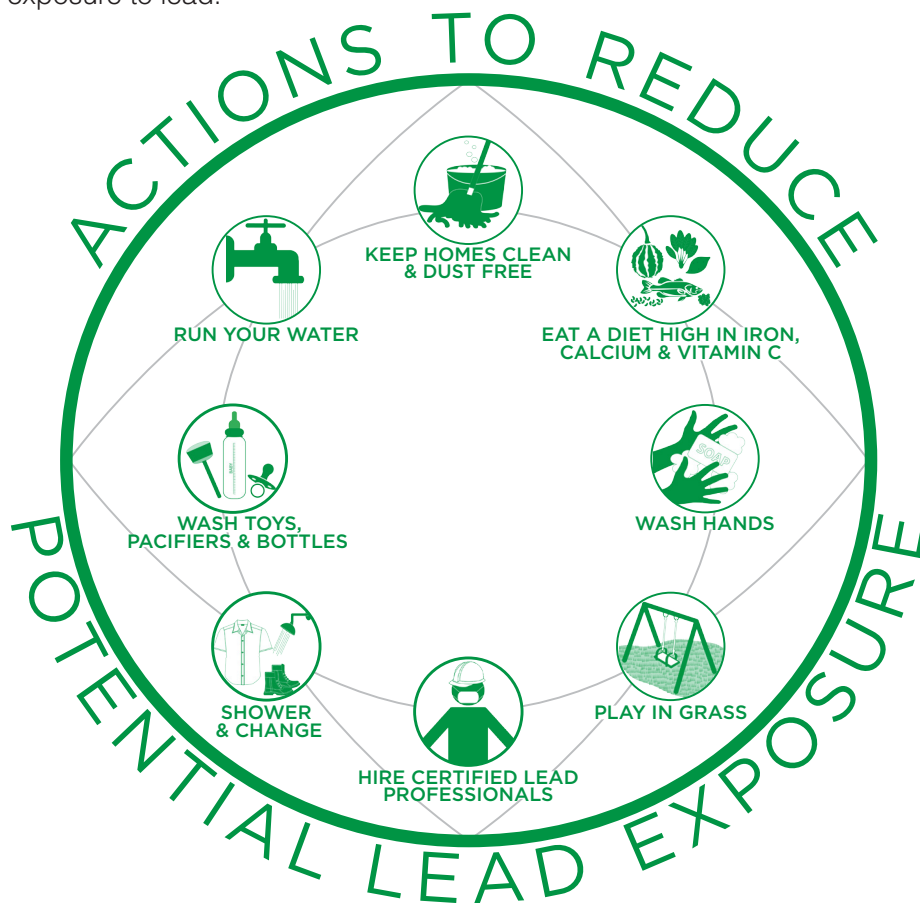 exposure to lead.
ACTIONS TO REDUCE
KEEP HOMES CLEAN
& DUST FREE
EAT A DIET HIGH IN IRON,
CALCIUM & VITAMIN C
SOAP
WASH HANDS
PLAY IN GRASS
HIRE CERTIFIED LEAD
PROFESSIONALS
SHOWER
& CHANGE
BABY
WASH TOYS,
PACIFIERS & BOTTLES
RUN YOUR WATER
POTENTIAL LEAD EXPOSURE